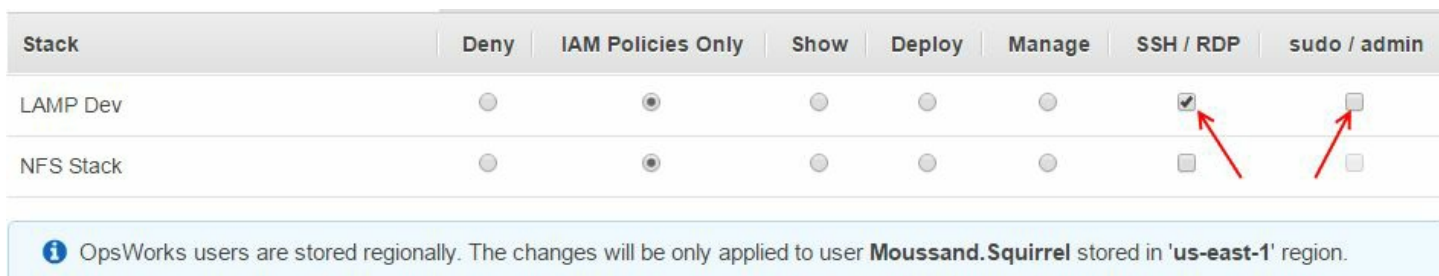 Stack Deny IAM Policies Only Show Deploy Manage SSH / RDP sudo / admin
LAMP Dev
NFS Stack
OpsWorks users are stored regionally. The changes will be only applied to user Moussand.Squirrel stored in 'us-east-1' region.